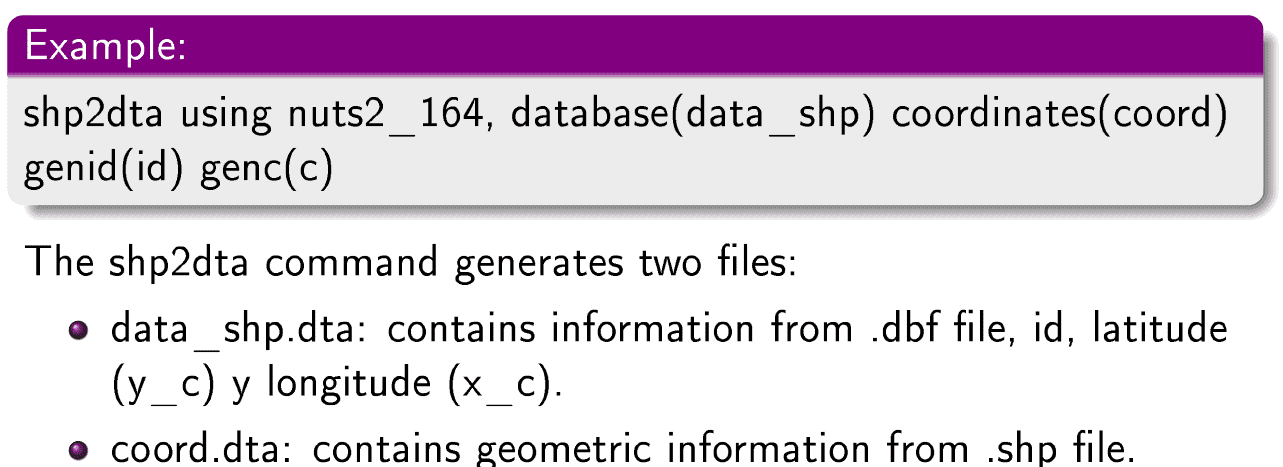 Example:
shp2dta using nuts2_164, database(data_shp) coordinates(coord)
genid(id) genc(c)
The shp2dta command generates two files:
data_shp.dta: contains information from .dbf file, id, latitude
(y_c) y longitude (x_c).
coord.dta: contains geometric information from .shp file.